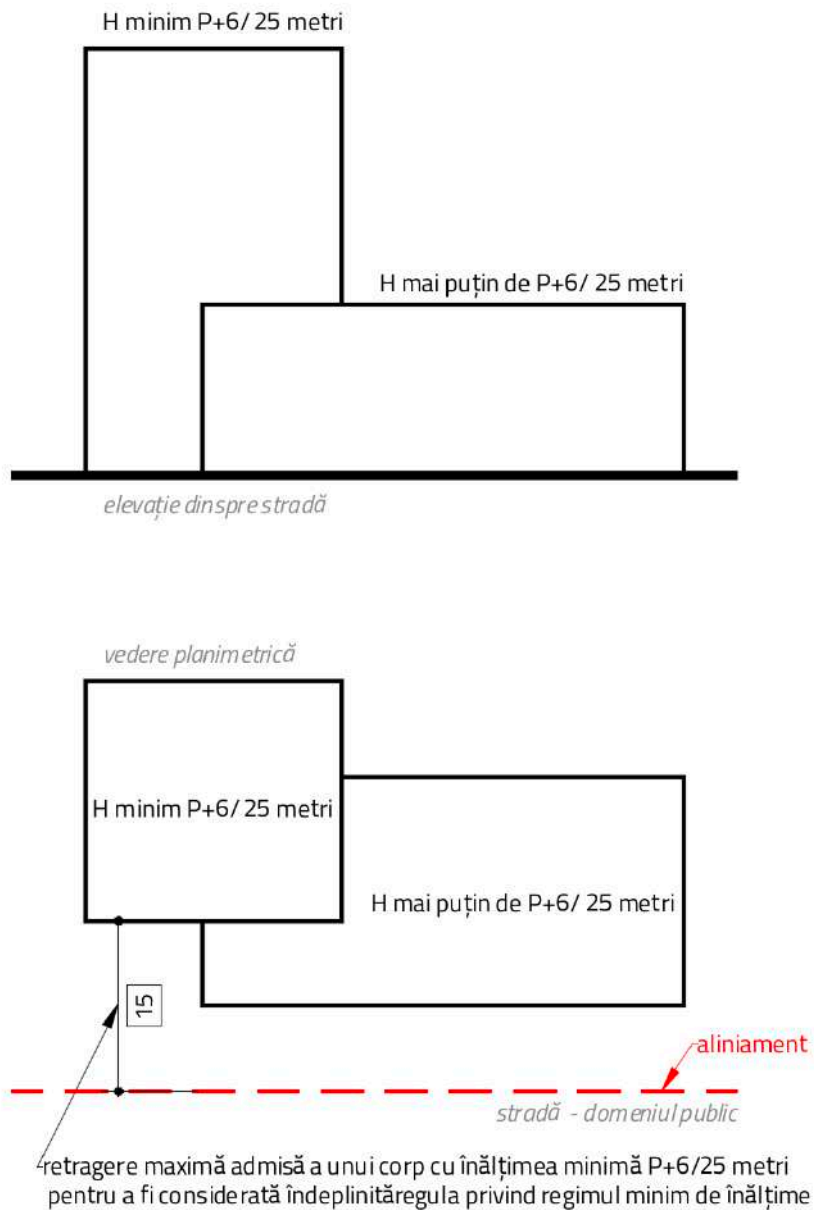 H minim P+6/ 25 metri
H mai puțin de P+6/ 25 metri
elevație dinspre stradă
vedere planimetrică
H minim P+6/ 25 metri
H mai puțin de P+6/ 25 metri
15
aliniament
stradă - domeniul public
retragere maximă admisă a unui corp cu înălțimea minimă P+6/25 metri
pentru a fi considerată îndeplinităregula privind regimul minim de înălțime